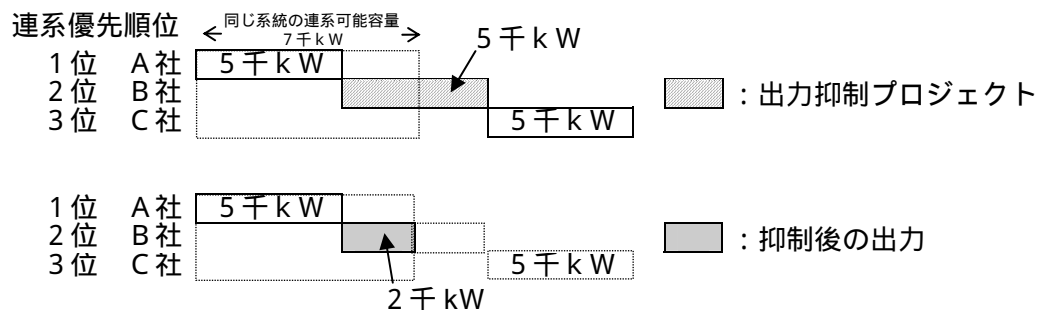 連系優先順位
同じ系統の連系可能容量
7千kW
5千kW
1位 A社 5千kW
2位 B社
:出力抑制プロジェクト
3位 C社 5千kW
1位 A社 5千kW
2位 B社
:抑制後の出力
3位 C社 5千kW
2千kW